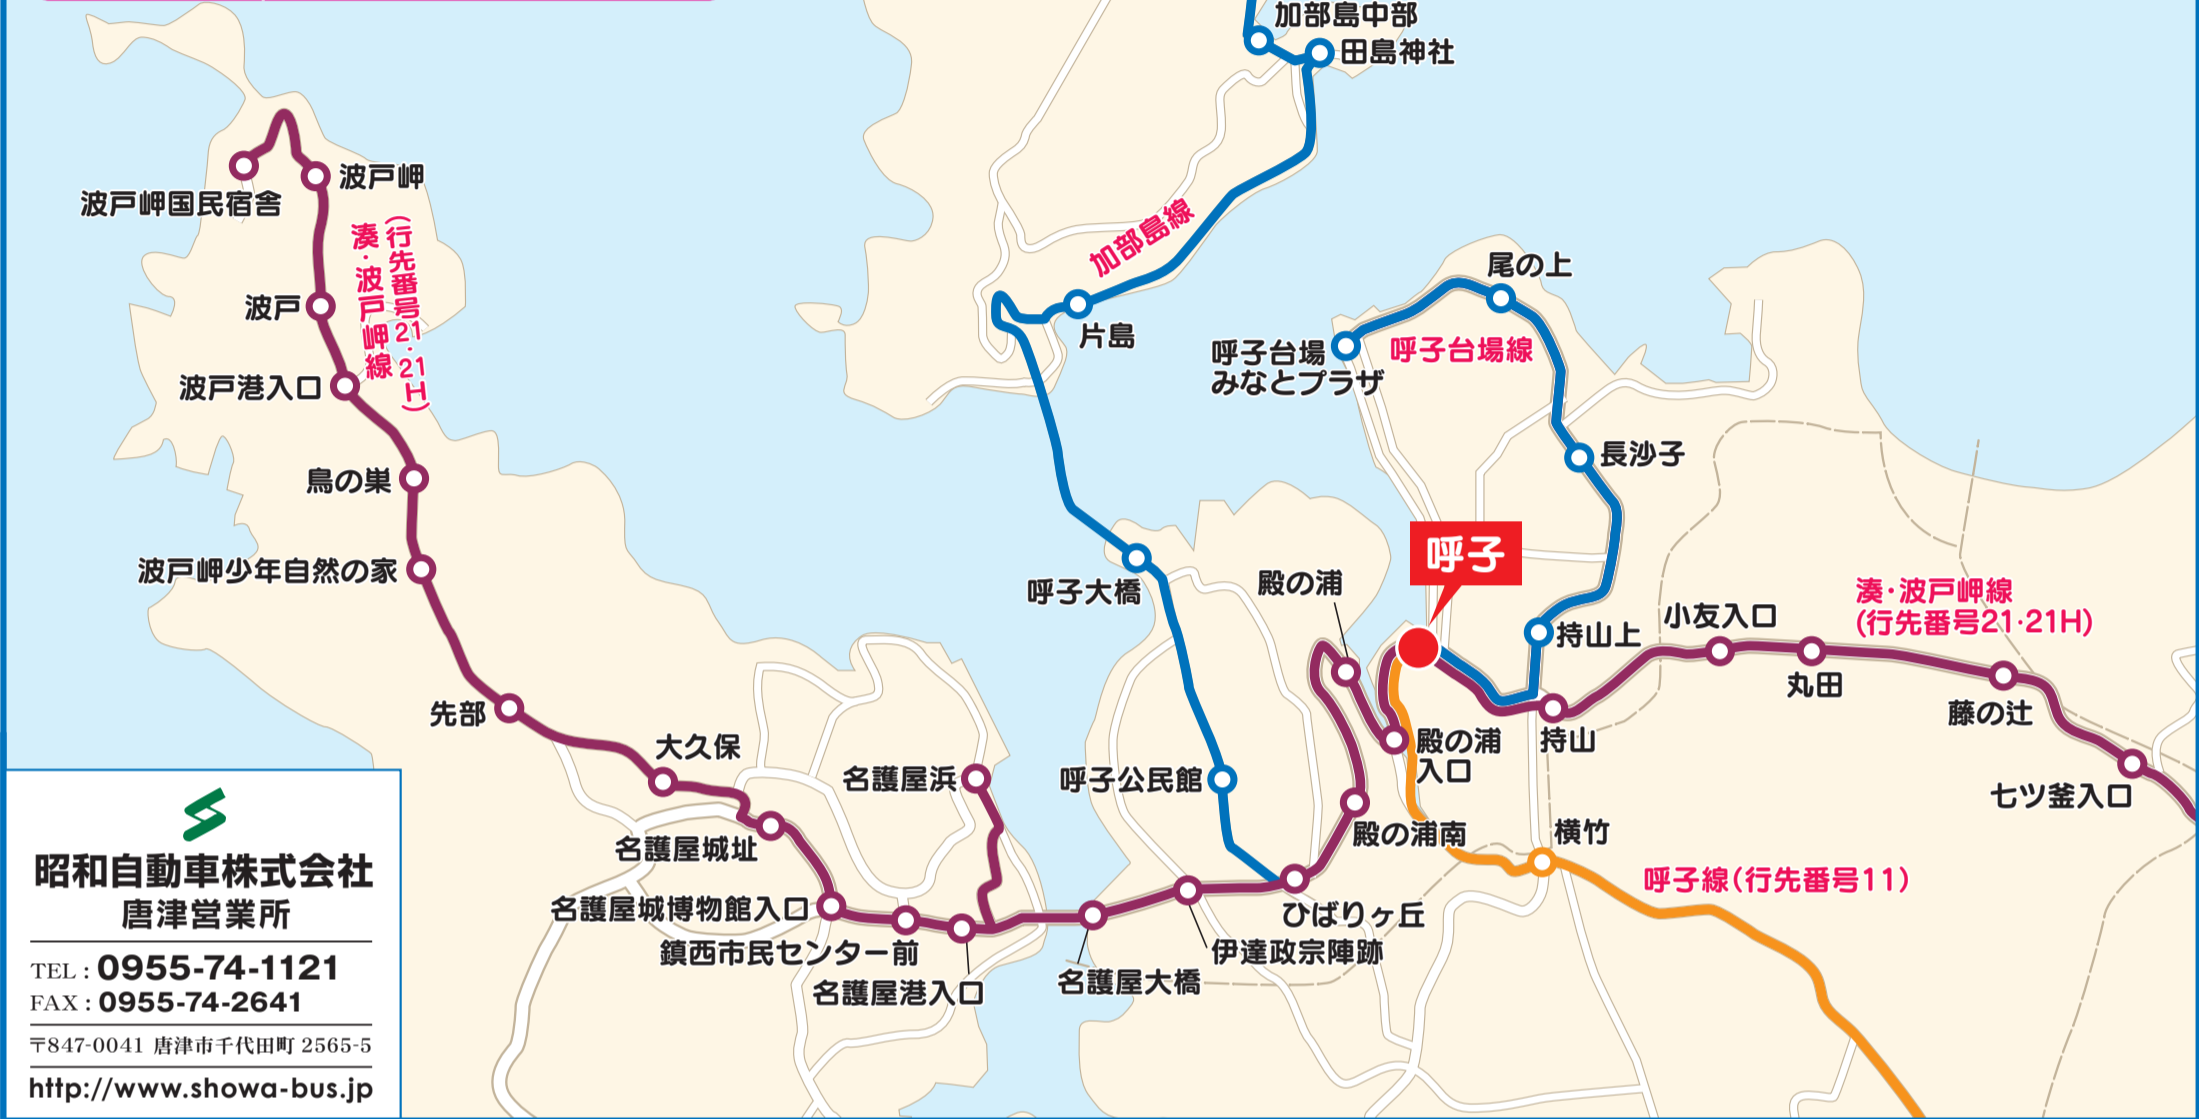 加部島中部
田島神社
波戸岬
波戸岬国民宿舎
(行先番号21・21H)
湊・波戸岬線
加部島線
波戸
片島
尾の上
呼子台場
みなとプラザ
呼子台場線
波戸港入口
鳥の巣
長沙子
波戸岬少年自然の家
呼子
呼子大橋
殿の浦
持山上
小友入口
湊・波戸岬線
(行先番号21・21H)
丸田
藤の辻
先部
大久保
名護屋浜
呼子公民館
殿の浦
入口
持山
七ツ釜入口
名護屋城址
殿の浦南
横竹
呼子線(行先番号11)
名護屋城博物館入口
鎮西市民センター前
名護屋港入口
名護屋大橋
伊達政宗陣跡
ひばりヶ丘
昭和自動車株式会社
唐津営業所
TEL : 0955-74-1121
FAX : 0955-74-2641
〒847-0041 唐津市千代田町 2565-5
http://www.showa-bus.jp